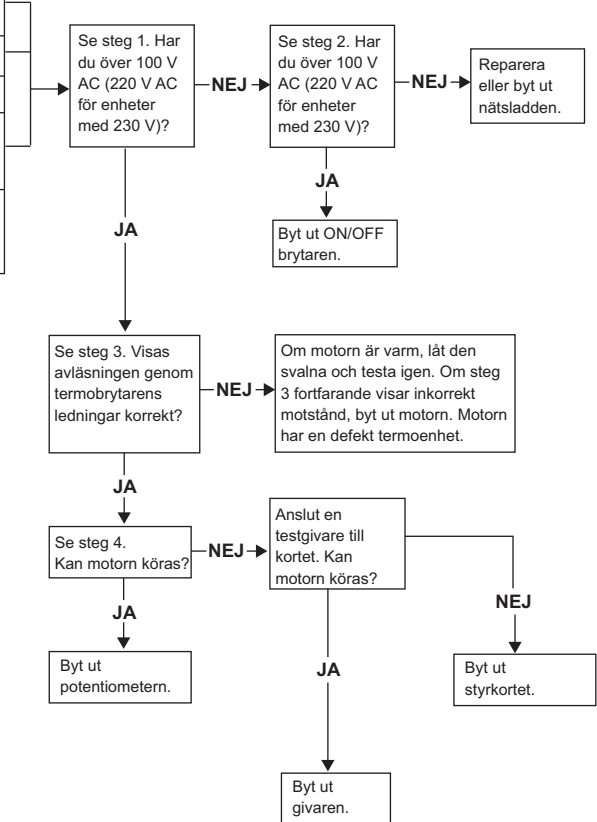 Se steg 1. Har
du över 100 V
AC (220 V AC
för enheter
med 230 V)?
NEJ
Se steg 2. Har
du över 100 V
AC (220 V AC
för enheter
med 230 V)?
NEJ
Reparera
eller byt ut
nätsladden.
JA
Byt ut ON/OFF
brytaren.
JA
Se steg 3. Visas
avläsningen genom
termobrytarens
ledningar korrekt?
NEJ
Om motorn är varm, låt den
svalna och testa igen. Om steg
3 fortfarande visar inkorrekt
motstånd, byt ut motorn. Motorn
har en defekt termoenhet.
JA
Se steg 4.
Kan motorn köras?
NEJ
Anslut en
testgivare till
kortet. Kan
motorn köras?
NEJ
Byt ut
styrkortet.
JA
Byt ut
potentiometern.
JA
Byt ut
givaren.